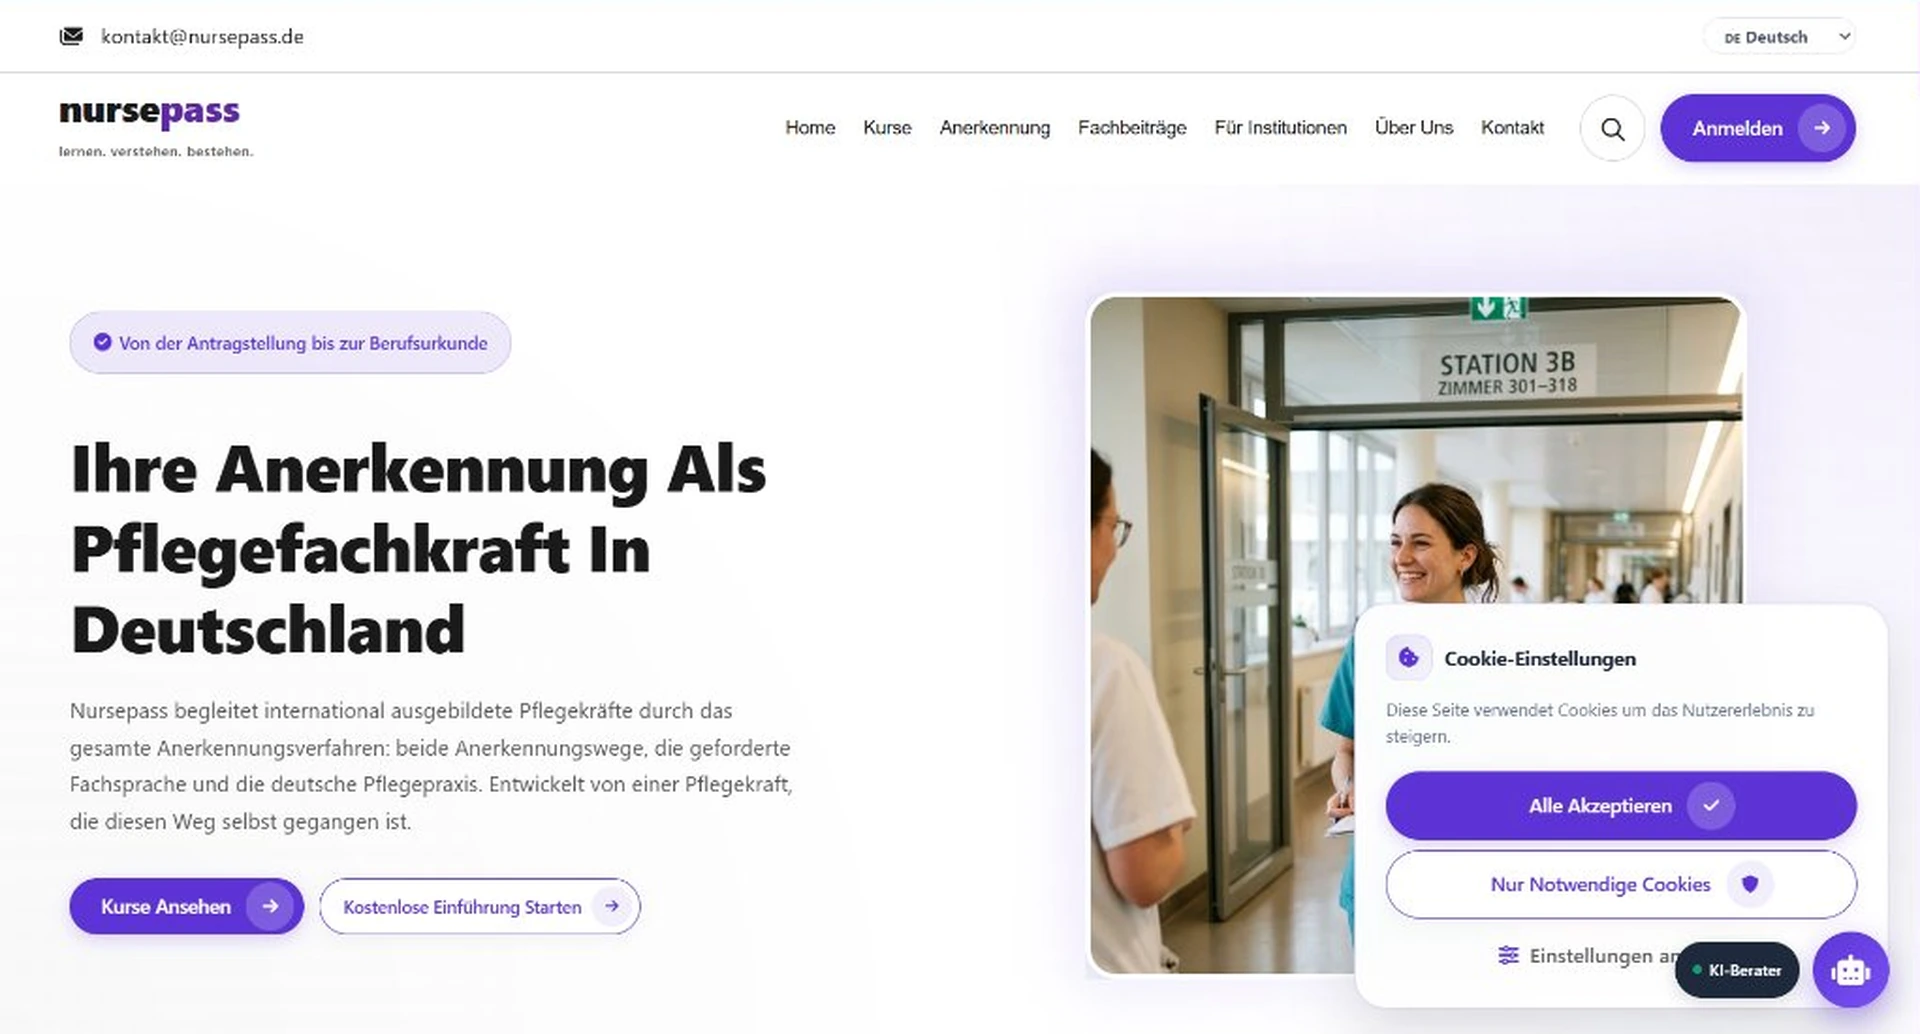 kontakt@nursepass.de
DE Deutsch
nursepass
lernen. verstehen. bestehen.
Home Kurse Anerkennung Fachbeiträge Für Institutionen Über Uns Kontakt
Anmelden
Von der Antragstellung bis zur Berufsurkunde
Ihre Anerkennung Als
Pflegefachkraft In
Deutschland
Nursepass begleitet international ausgebildete Pflegekräfte durch das
gesamte Anerkennungsverfahren: beide Anerkennungswege, die geforderte
Fachsprache und die deutsche Pflegepraxis. Entwickelt von einer Pflegekraft,
die diesen Weg selbst gegangen ist.
Kurse Ansehen
Kostenlose Einführung Starten
STATION 3B
ZIMMER 301–318
Cookie-Einstellungen
Diese Seite verwendet Cookies um das Nutzererlebnis zu
steigern.
Alle Akzeptieren
Nur Notwendige Cookies
Einstellungen
KI-Berater